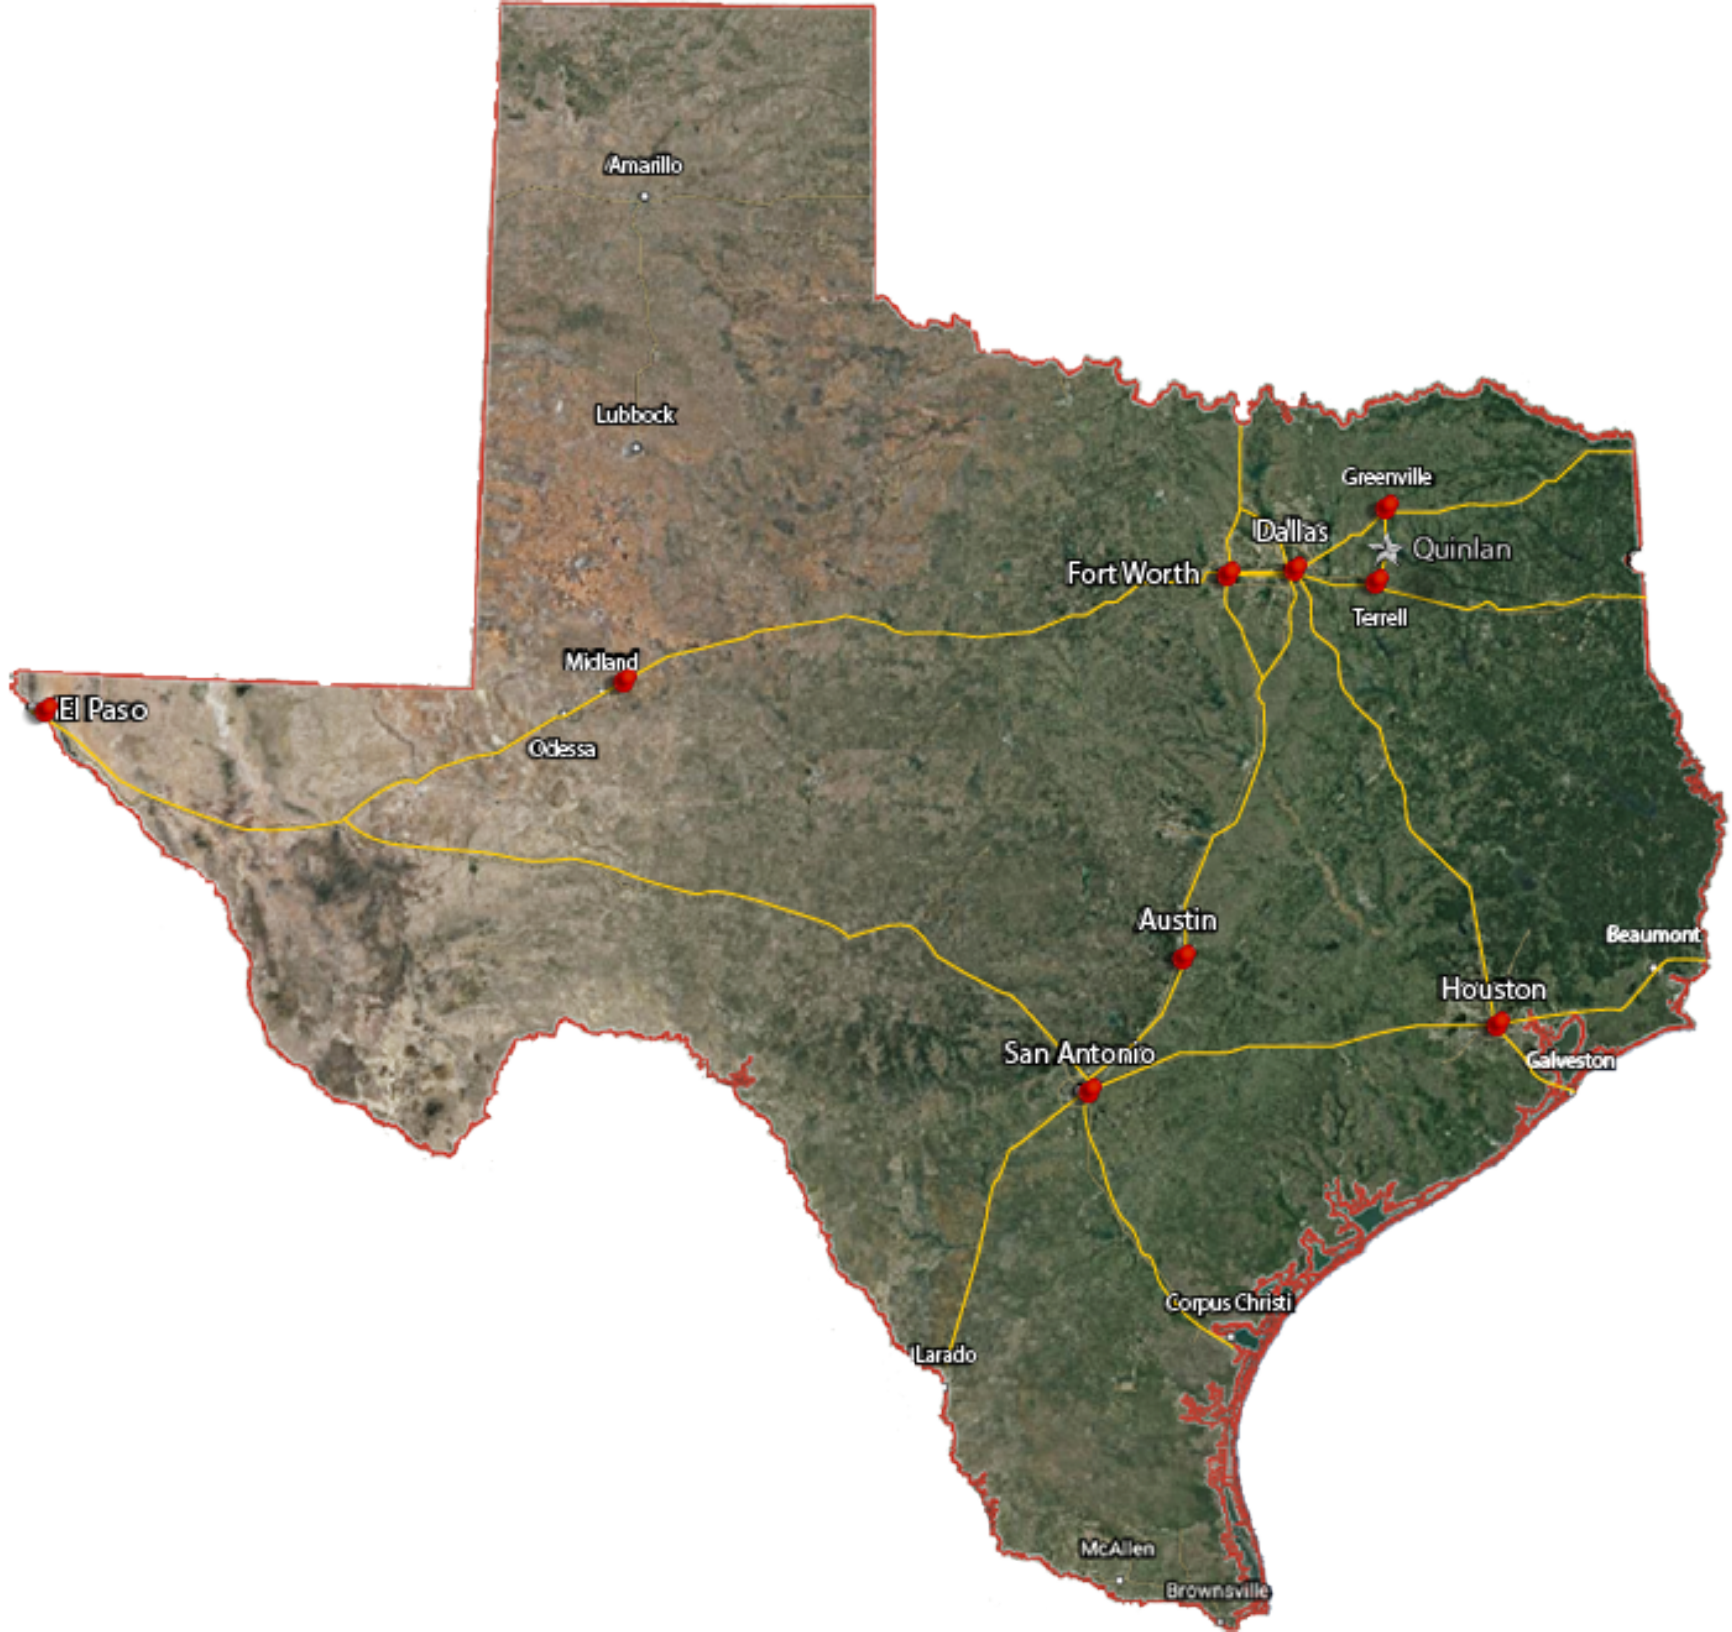 Amarillo
Lubbock
Greenville
Dallas
Quinlan
Fort Worth
Terrell
Midland
El Paso
Odessa
Austin
Beaumont
Houston
San Antonio
Galveston
Corpus Christi
Larado
McAllen
Brownsville